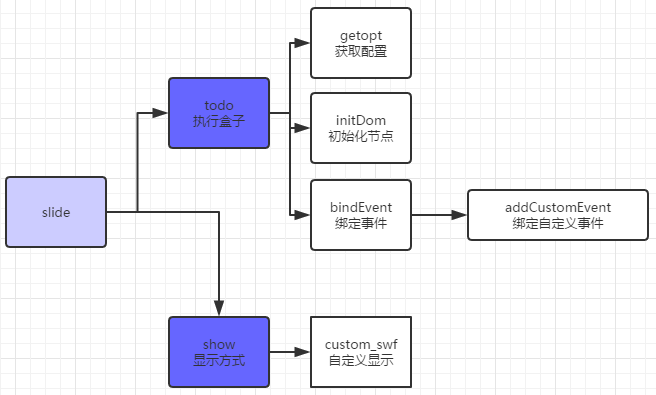 getopt
获取配置
todo
执行盒子
initDom
初始化节点
slide
bindEvent
绑定事件
addCustomEvent
绑定自定义事件
show
显示方式
custom_swf
自定义显示